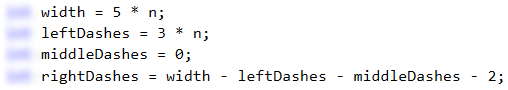 width = 5 * n;
leftDashes = 3 * n;
middleDashes = 0;
rightDashes = width - leftDashes - middleDashes - 2;